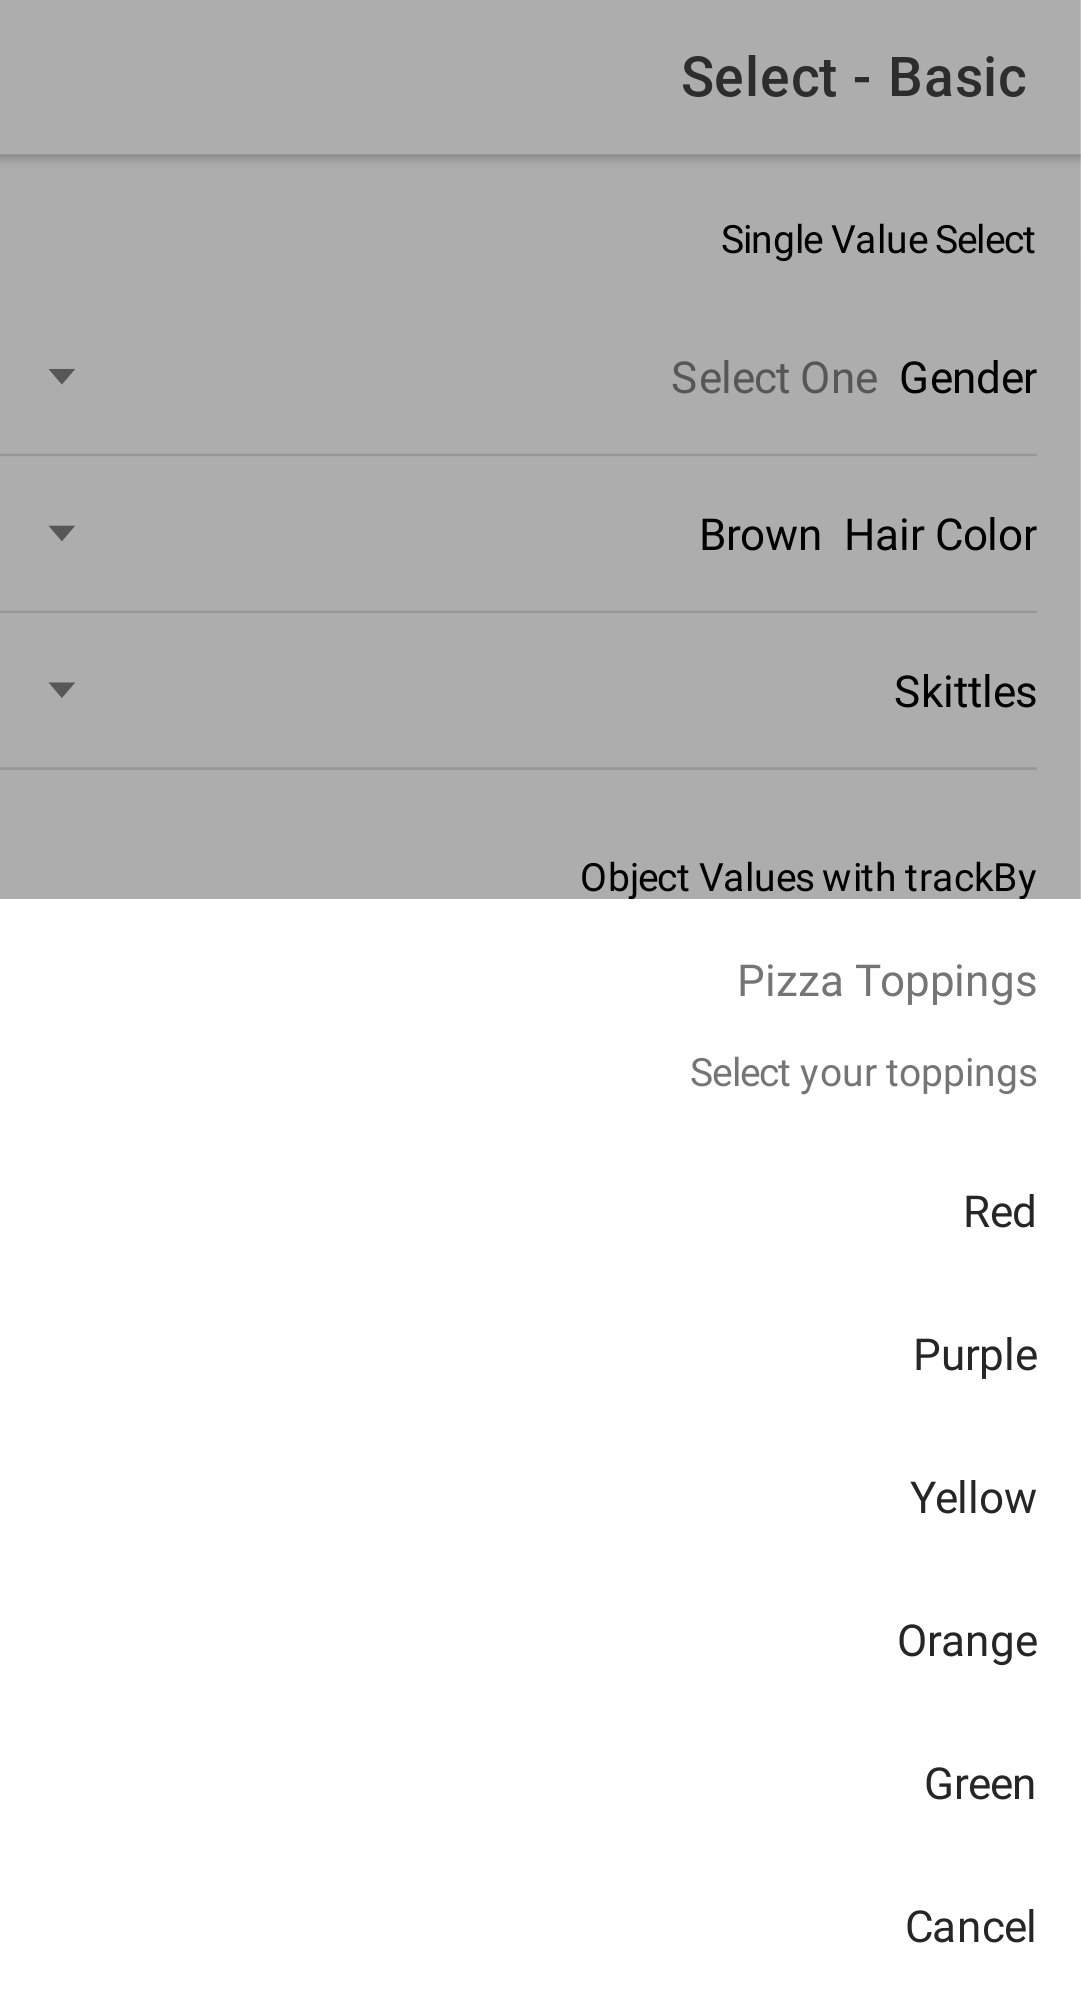 Select - Basic
Single Value Select
Gender Select One
Hair Color Brown
Skittles
Object Values with trackBy
Pizza Toppings
Select your toppings
Red
Purple
Yellow
Orange
Green
Cancel